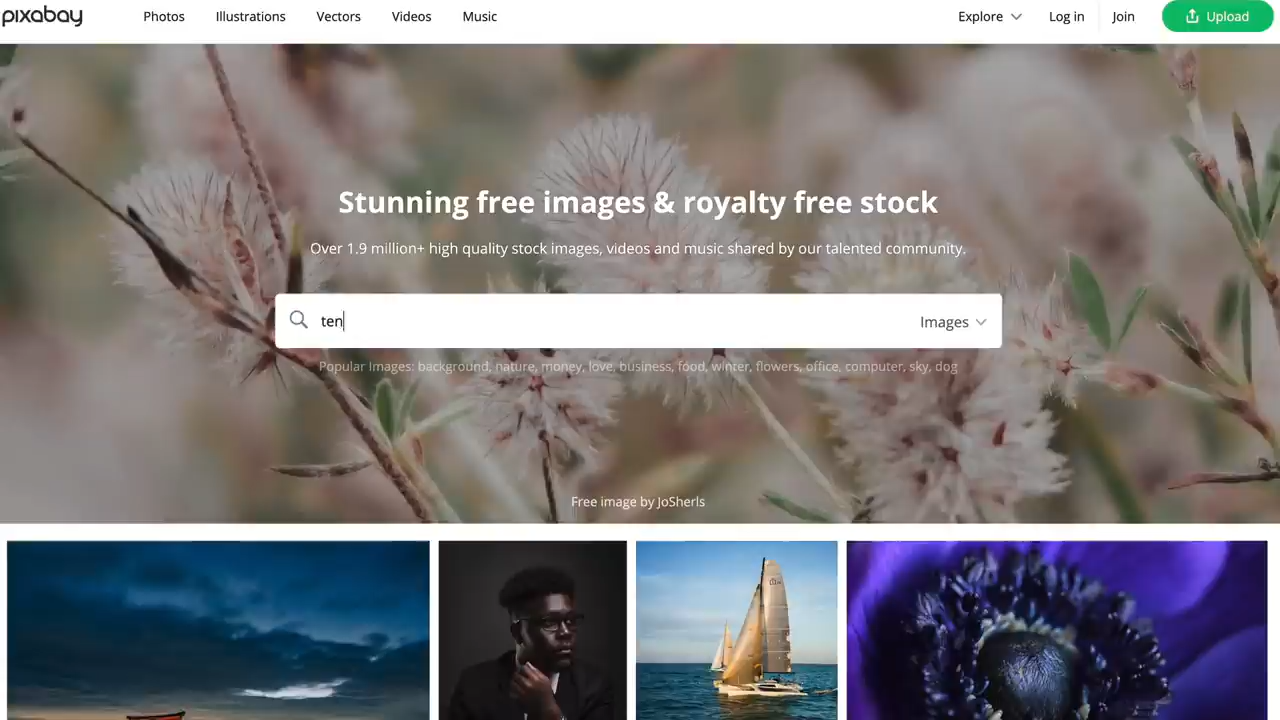 pixabay Photos Illustrations Vectors Videos Music Explore Log in Join Upload
Stunning free images & royalty free stock
Over 1.9 million+ high quality stock images, videos and music shared by our talented community.
ten Images
Popular Images: background, nature, money, love, business, food, winter, flowers, office, computer, sky, dog
Free image by JoSherls